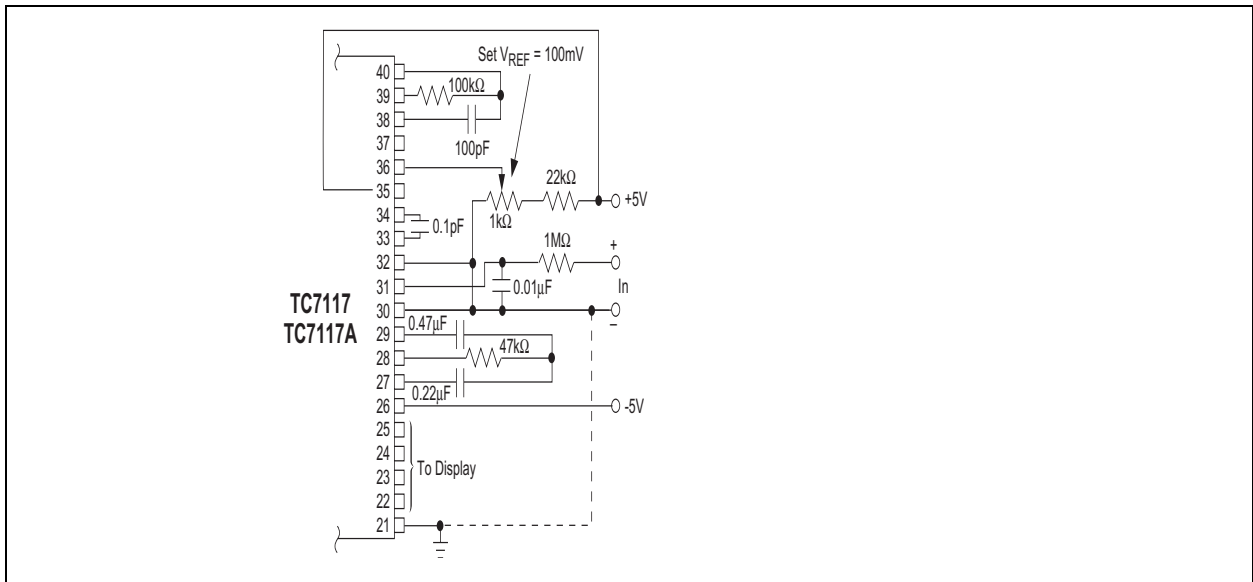 Set VREF = 100mV
40
39
100kΩ
38
37
100pF
36
35
22kΩ
+5V
34
0.1pF
1kΩ
33
1MΩ
+
32
31
0.01μF
In
TC7117
TC7117A
30
–
29
0.47μF
28
47kΩ
27
0.22μF
26
-5V
25
24
To Display
23
22
21